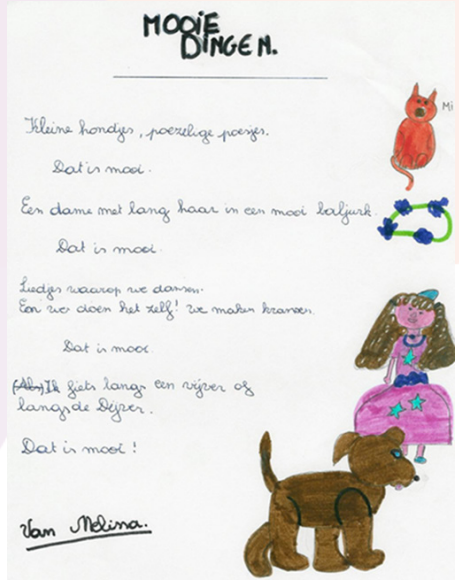 MOOIE
DINGEN.
Kleine hondjes, poezelige poesjes.
Mi
Dat is mooi.
Een dame met lang haar in een mooi baljurk.
Dat is mooi.
Liedjes waarop we dansen.
En we doen het zelf! We maken kransen.
Dat is mooi.
Ik fiets langs een vijver of
langs de Dijver.
Dat is mooi!
Van Melina.